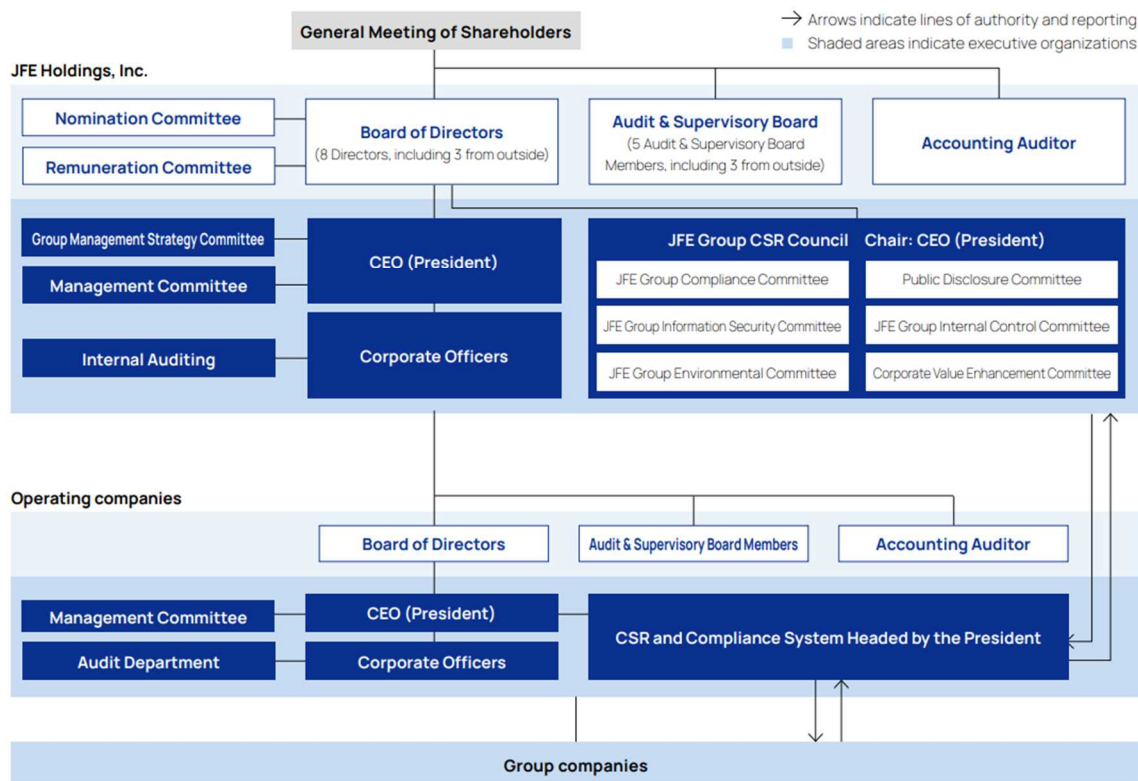 General Meeting of Shareholders
→ Arrows indicate lines of authority and reporting
Shaded areas indicate executive organizations
JFE Holdings, Inc.
Nomination Committee
Remuneration Committee
Board of Directors
(8 Directors, including 3 from outside)
Audit & Supervisory Board
(5 Audit & Supervisory Board
Members, including 3 from outside)
Accounting Auditor
Group Management Strategy Committee
Management Committee
Internal Auditing
CEO (President)
Corporate Officers
JFE Group CSR Council Chair: CEO (President)
JFE Group Compliance Committee
Public Disclosure Committee
JFE Group Information Security Committee
JFE Group Internal Control Committee
JFE Group Environmental Committee
Corporate Value Enhancement Committee
Operating companies
Board of Directors
Audit & Supervisory Board Members
Accounting Auditor
Management Committee
CEO (President)
Audit Department
Corporate Officers
CSR and Compliance System Headed by the President
Group companies